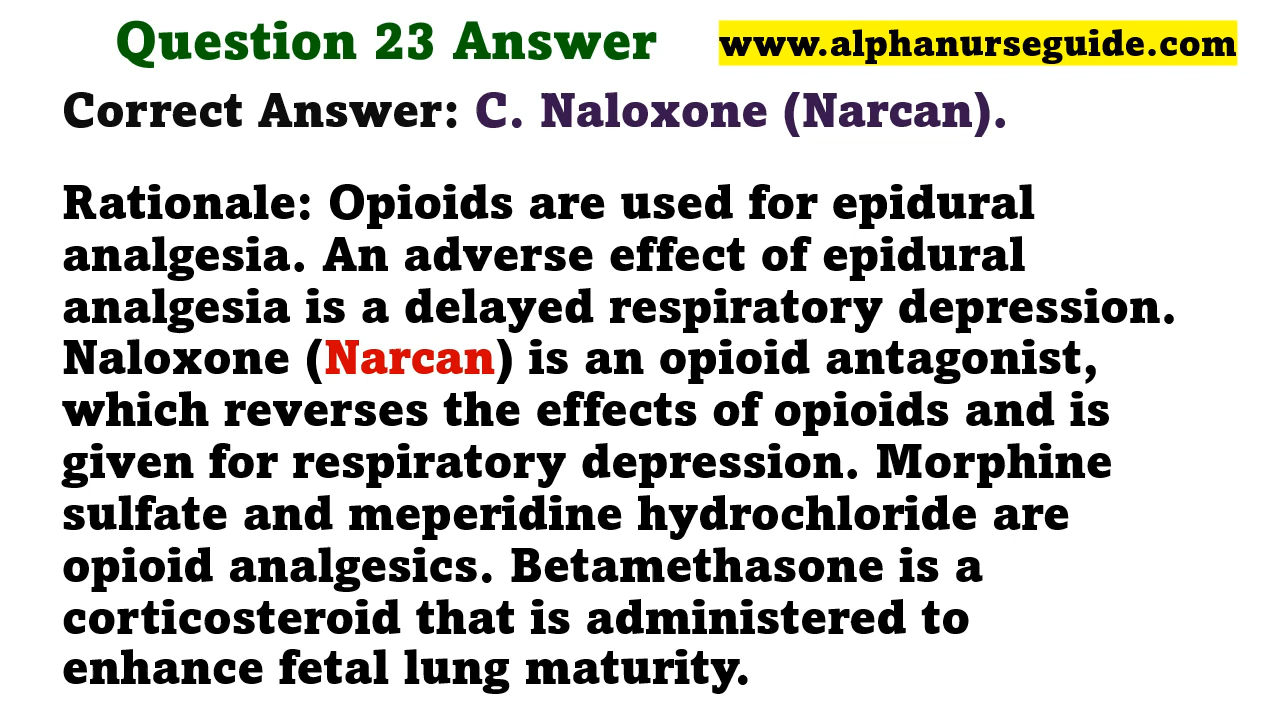 Question 23 Answer
www.alphanurseguide.com
Correct Answer: C. Naloxone (Narcan).
Rationale: Opioids are used for epidural
analgesia. An adverse effect of epidural
analgesia is a delayed respiratory depression.
Naloxone (Narcan) is an opioid antagonist,
which reverses the effects of opioids and is
given for respiratory depression. Morphine
sulfate and meperidine hydrochloride are
opioid analgesics. Betamethasone is a
corticosteroid that is administered to
enhance fetal lung maturity.